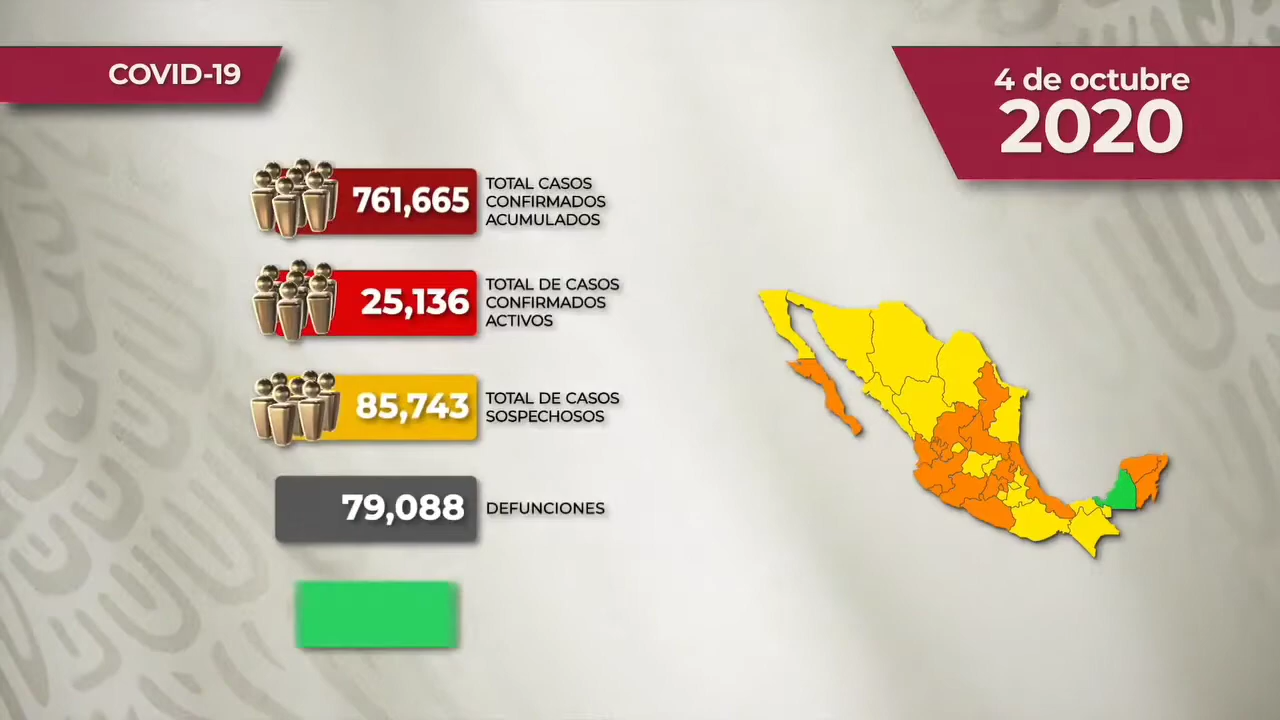 COVID-19
4 de octubre
2020
761,665
TOTAL CASOS
CONFIRMADOS
ACUMULADOS
25,136
TOTAL DE CASOS
CONFIRMADOS
ACTIVOS
85,743
TOTAL DE CASOS
SOSPECHOSOS
79,088
DEFUNCIONES